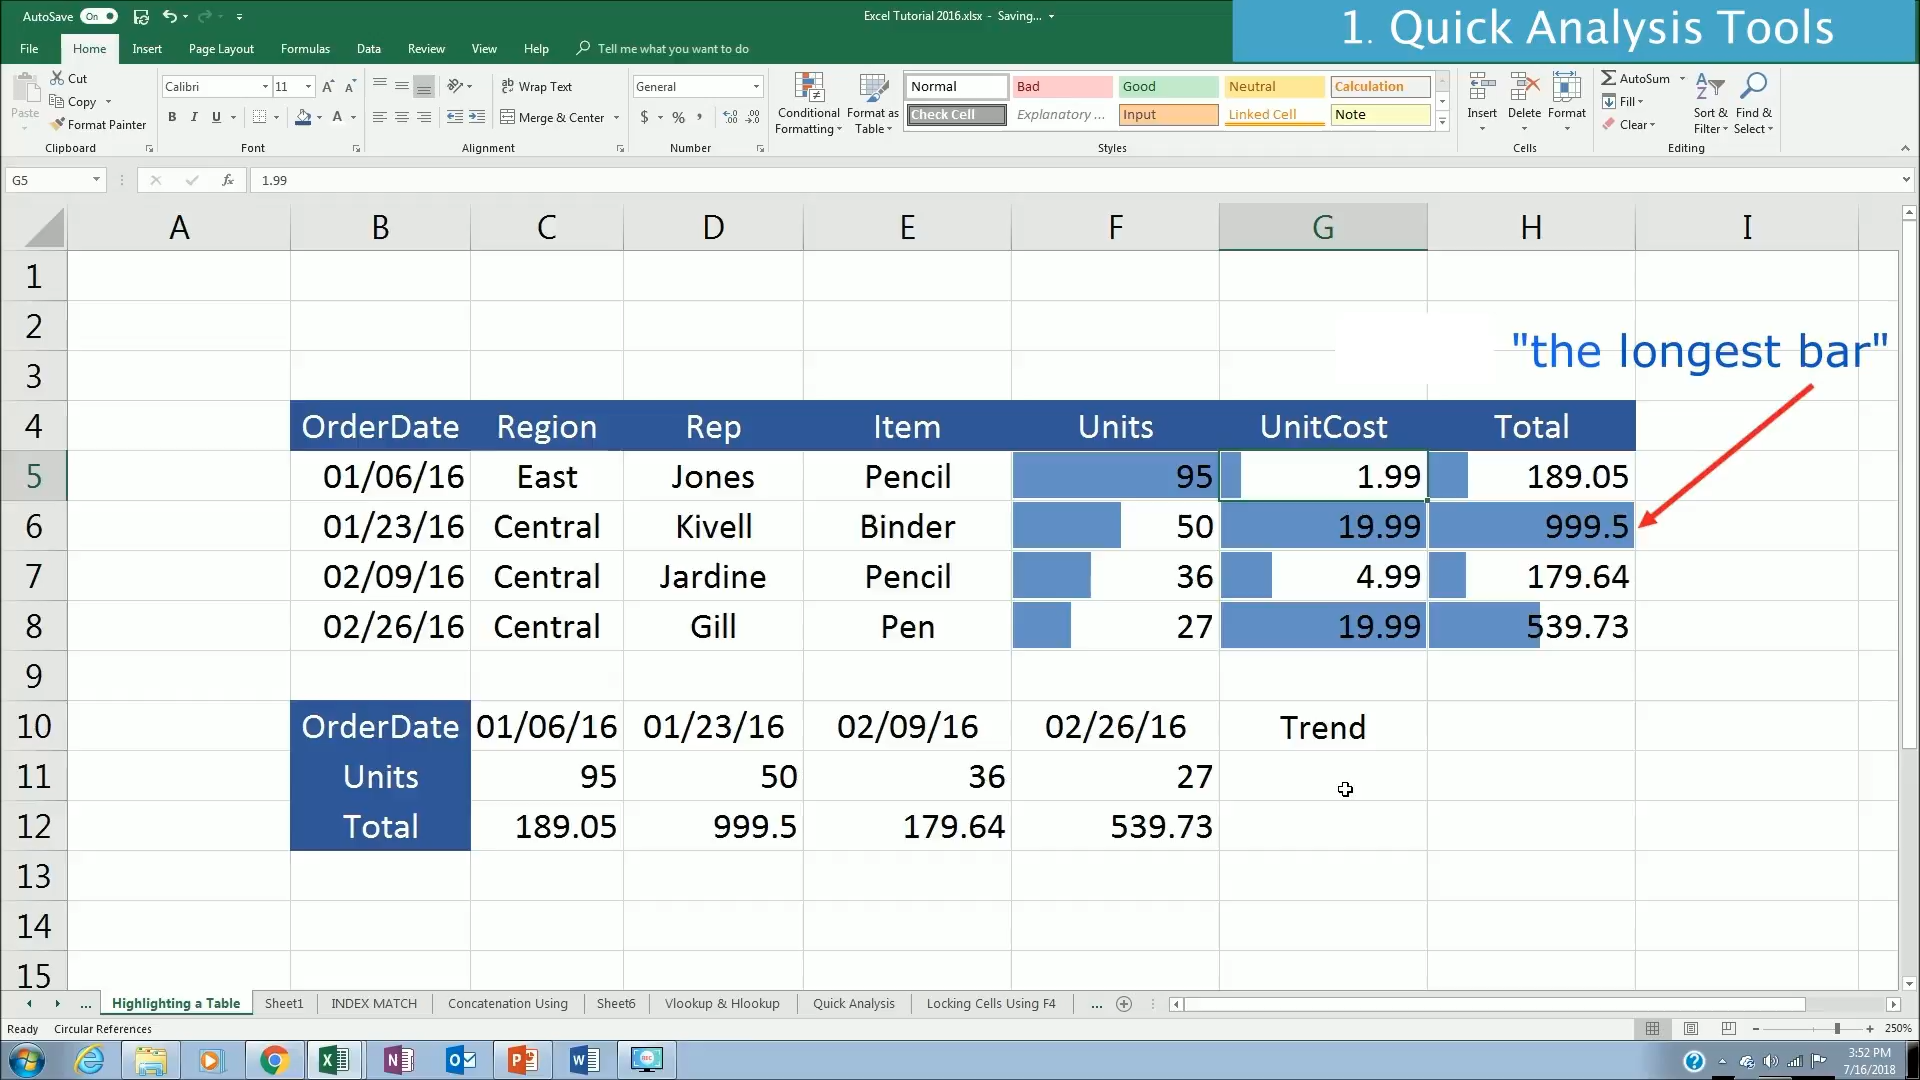 AutoSave On
Excel Tutorial 2016.xlsx - Saving...
1. Quick Analysis Tools
File Home Insert Page Layout Formulas Data Review View Help Tell me what you want to do
Paste
Cut
Copy
Format Painter
Clipboard
Calibri 11
B I U A
Font
Wrap Text
Merge & Center
Alignment
General
$ % ,
Number
Conditional Formatting
Format as Table
Normal Bad Good Neutral Calculation
Check Cell Explanatory ... Input Linked Cell Note
Styles
Insert Delete Format
Cells
AutoSum
Fill
Clear
Sort & Filter
Find & Select
Editing
G5 fx 1.99
A B C D E F G H I
1
2
"the longest bar"
3
4 OrderDate Region Rep Item Units UnitCost Total
5 01/06/16 East Jones Pencil 95 1.99 189.05
6 01/23/16 Central Kivell Binder 50 19.99 999.5
7 02/09/16 Central Jardine Pencil 36 4.99 179.64
8 02/26/16 Central Gill Pen 27 19.99 539.73
9
10 OrderDate 01/06/16 01/23/16 02/09/16 02/26/16 Trend
11 Units 95 50 36 27
12 Total 189.05 999.5 179.64 539.73
13
14
15
... Highlighting a Table Sheet1 INDEX MATCH Concatenation Using Sheet6 Vlookup & Hlookup Quick Analysis Locking Cells Using F4 ...
Ready Circular References
250%
3:52 PM
7/16/2018